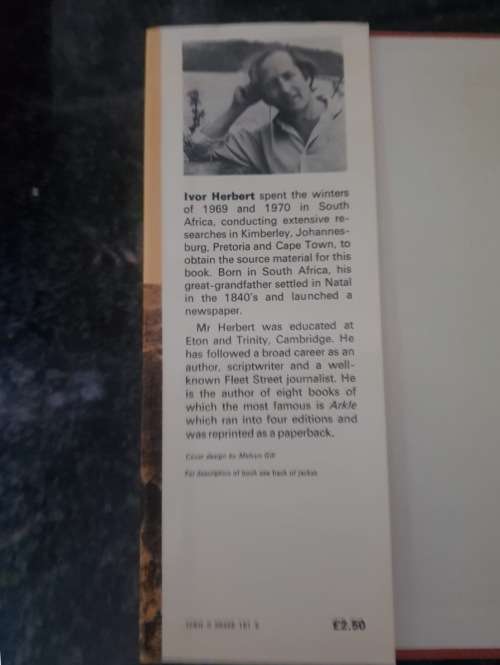 Ivor Herbert spent the winters
of 1969 and 1970 in South
Africa, conducting extensive re-
searches in Kimberley, Johannes-
burg, Pretoria and Cape Town, to
obtain the source material for this
book. Born in South Africa, his
great-grandfather settled in Natal
in the 1840's and launched a
newspaper.
Mr Herbert was educated at
Eton and Trinity, Cambridge. He
has followed a broad career as an
author, scriptwriter and a well-
known Fleet Street journalist. He
is the author of eight books of
which the most famous is Arkle
which ran into four editions and
was reprinted as a paperback.
Cover design by Melvyn Gill
For description of book see back of jacket
£2.50